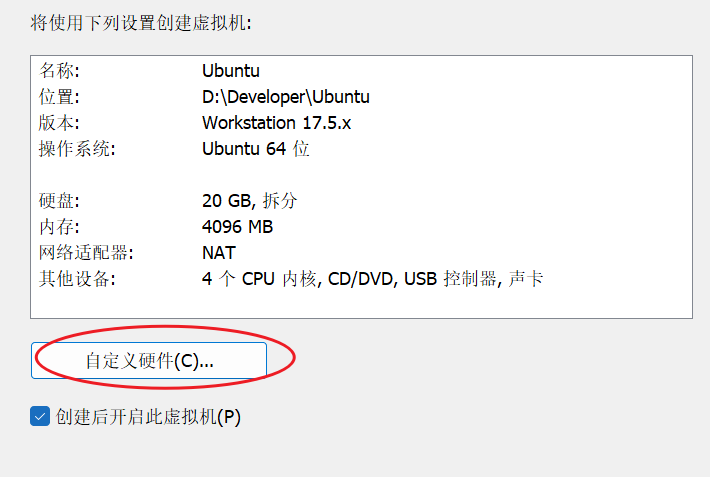 将使用下列设置创建虚拟机:
名称: Ubuntu
位置: D:\Developer\Ubuntu
版本: Workstation 17.5.x
操作系统: Ubuntu 64 位
硬盘: 20 GB, 拆分
内存: 4096 MB
网络适配器: NAT
其他设备: 4 个 CPU 内核, CD/DVD, USB 控制器, 声卡
自定义硬件(C)...
创建后开启此虚拟机(P)